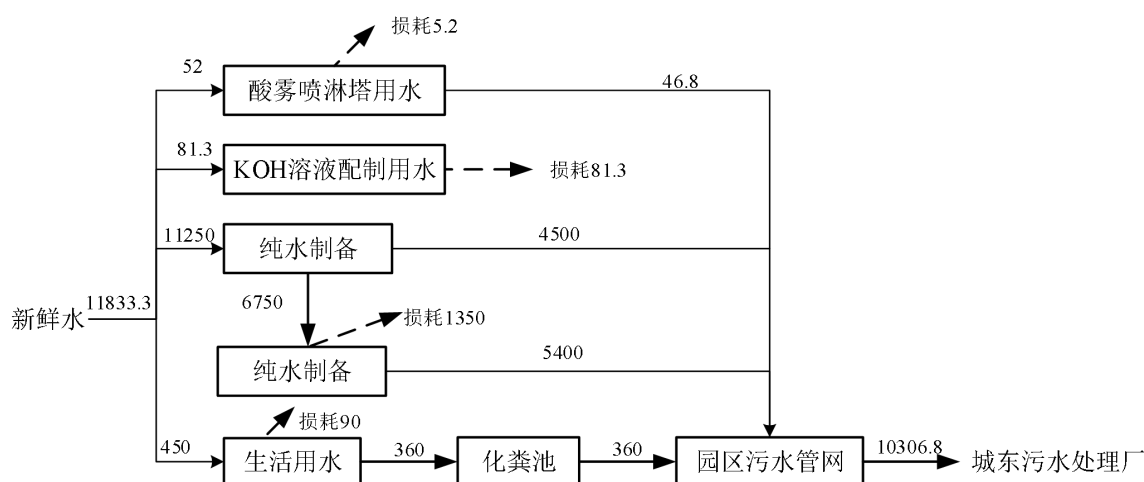 损耗5.2
52
酸雾喷淋塔用水
46.8
81.3
KOH溶液配制用水
损耗81.3
11250
纯水制备
4500
新鲜水
11833.3
6750
损耗1350
纯水制备
5400
损耗90
450
生活用水
360
化粪池
360
园区污水管网
10306.8
城东污水处理厂